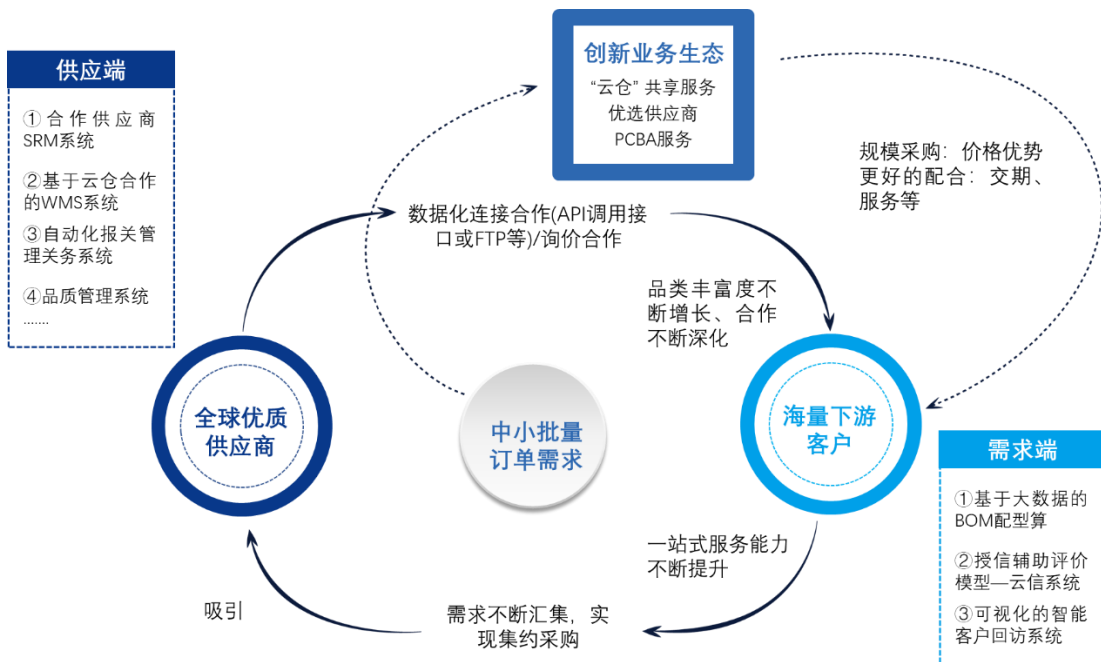 创新业务生态
“云仓” 共享服务
优选供应商
PCBA服务
供应端
①合作供应商
SRM系统
②基于云仓合作
的WMS系统
③自动化报关管
理关务系统
④品质管理系统
.......
规模采购：价格优势
更好的配合：交期、
服务等
数据化连接合作(API调用接
口或FTP等)/询价合作
品类丰富度不
断增长、合作
不断深化
全球优质
供应商
中小批量
订单需求
海量下游
客户
需求端
①基于大数据的
BOM配型算
②授信辅助评价
模型—云信系统
③可视化的智能
客户回访系统
一站式服务能力
不断提升
需求不断汇集，实
现集约采购
吸引